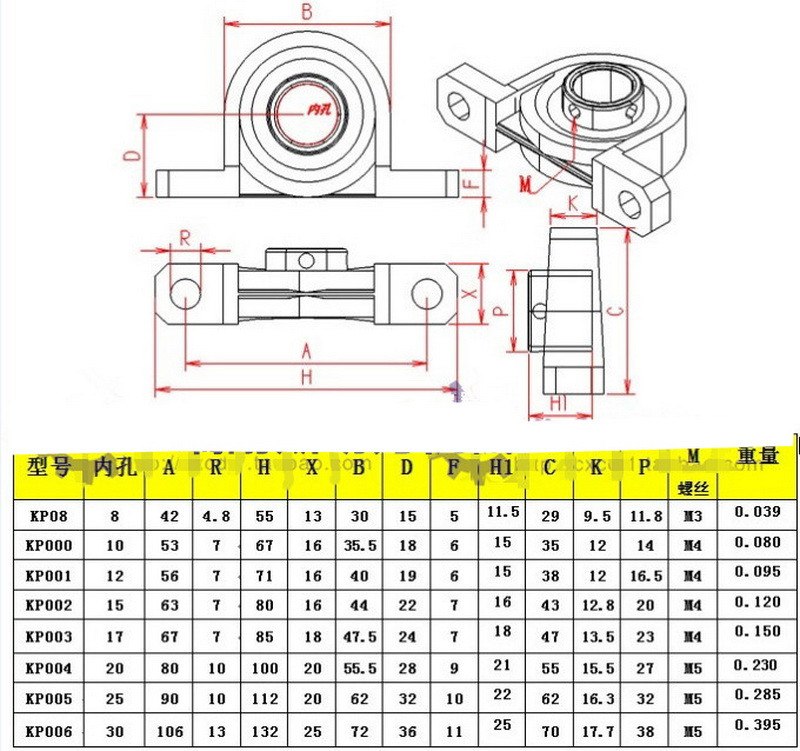 B
内孔
D
F
M
K
R
X
P
C
A
H
H1
型号 内孔 A R H X B D F H1 C K P M 重量
螺丝
KP08 8 42 4.8 55 13 30 15 5 11.5 29 9.5 11.8 M3 0.039
KP000 10 53 7 67 16 35.5 18 6 15 35 12 14 M4 0.080
KP001 12 56 7 71 16 40 19 6 15 38 12 16.5 M4 0.095
KP002 15 63 7 80 16 44 22 7 16 43 12.8 20 M4 0.120
KP003 17 67 7 85 18 47.5 24 7 18 47 13.5 23 M4 0.150
KP004 20 80 10 100 20 55.5 28 9 21 55 15.5 27 M5 0.230
KP005 25 90 10 112 20 62 32 10 22 62 16.3 32 M5 0.285
KP006 30 106 13 132 25 72 36 11 25 70 17.7 38 M5 0.395